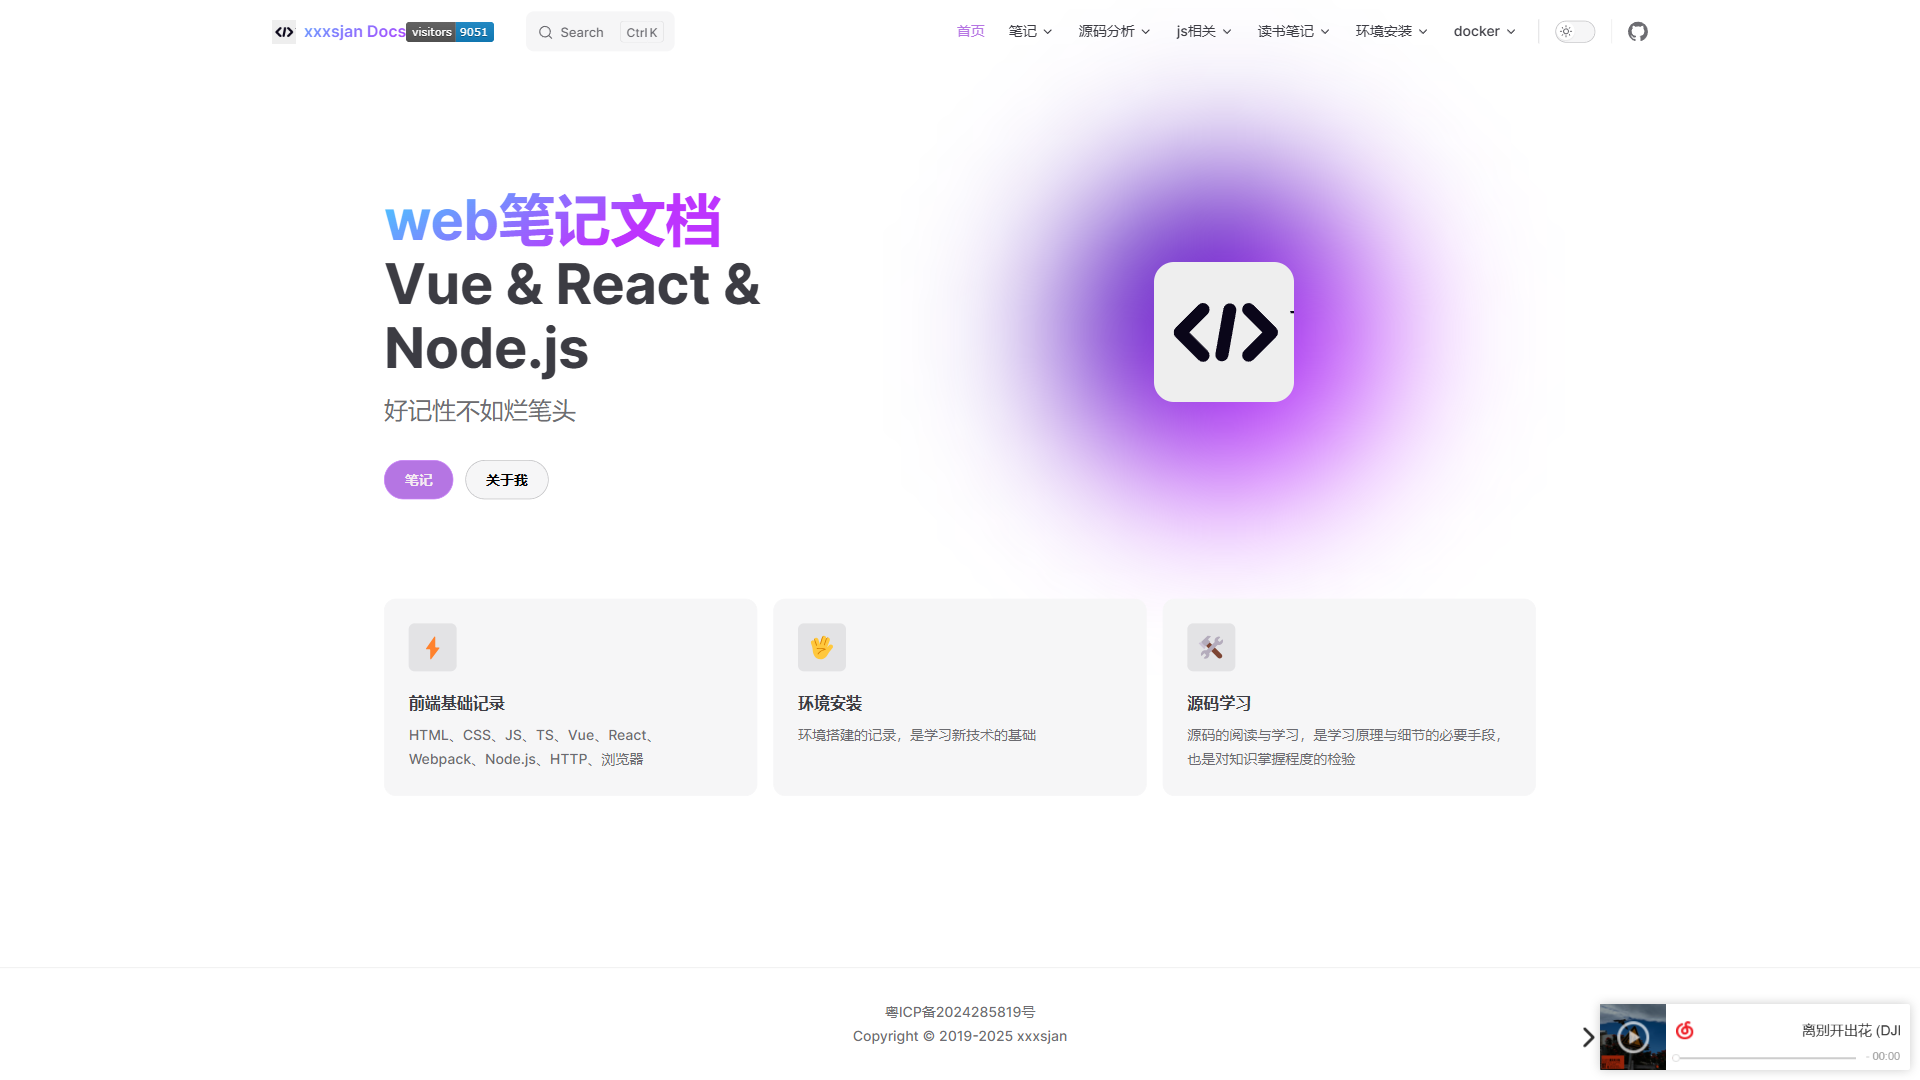 xxxsjan Docs
visitors 9051
Search
Ctrl K
首页
笔记
源码分析
js相关
读书笔记
环境安装
docker
web笔记文档
Vue & React &
Node.js
好记性不如烂笔头
笔记
关于我
前端基础记录
HTML、CSS、JS、TS、Vue、React、
Webpack、Node.js、HTTP、浏览器
环境安装
环境搭建的记录，是学习新技术的基础
源码学习
源码的阅读与学习，是学习原理与细节的必要手段，
也是对知识掌握程度的检验
粤ICP备2024285819号
Copyright © 2019-2025 xxxsjan
离别开出花 (DJ
- 00:00